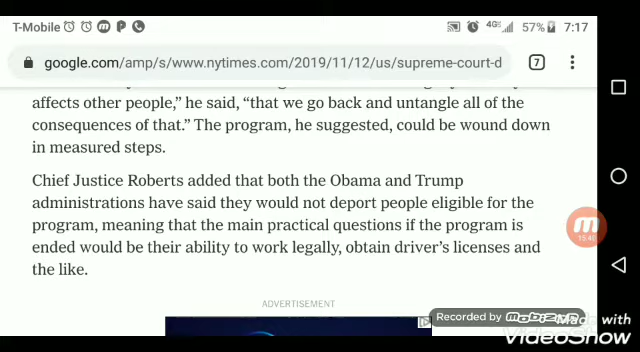 T-Mobile 4G 57% 7:17
google.com/amp/s/www.nytimes.com/2019/11/12/us/supreme-court-d 7
affects other people,” he said, “that we go back and untangle all of the
consequences of that.” The program, he suggested, could be wound down
in measured steps.
Chief Justice Roberts added that both the Obama and Trump
administrations have said they would not deport people eligible for the
program, meaning that the main practical questions if the program is
ended would be their ability to work legally, obtain driver’s licenses and
the like.
M
15:40
ADVERTISEMENT
Recorded by
Made with
VideoShow